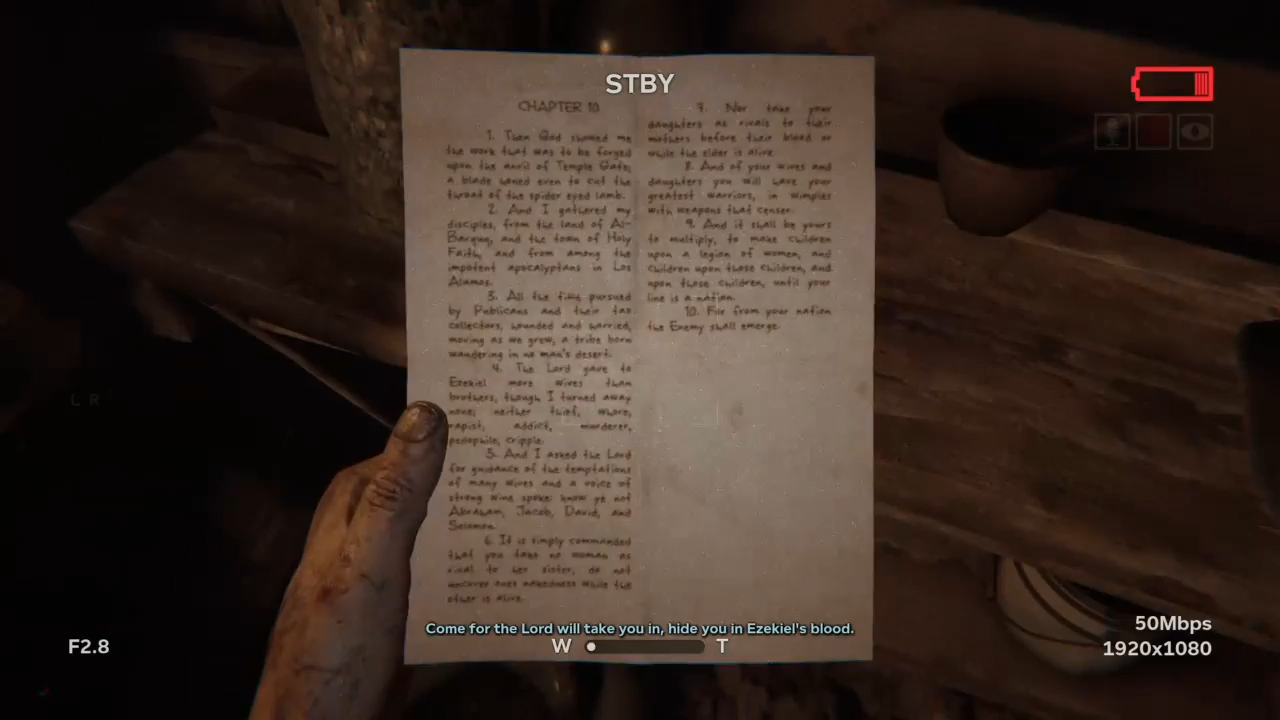 STBY
CHAPTER 10
1. Then God showed me
the work that was to be forged
upon the anvil of Temple Gate;
a blade honed even to cut the
throat of the spider eyed lamb.
2. And I gathered my
disciples, from the land of Al-
Barquq, and the town of Holy
Faith, and from among the
impotent apocalyptans in Los
Alamos.
3. All the time pursued
by Publicans and their tax
collectors, hounded and harried,
moving as we grew, a tribe born
wandering in no man's desert.
4. The Lord gave to
Ezekiel more wives than
brothers, though I turned away
none; neither thief, whore,
rapist, addict, murderer,
pedophile, cripple.
5. And I asked the Lord
for guidance of the temptations
of many wives and a voice of
strong wine spoke: know ye not
Abraham, Jacob, David, and
Solomon.
6. It is simply commanded
that you take no woman as
rival to her sister, do not
uncover ones nakedness while the
other is alive.
7. Nor take your
daughters as rivals to their
mothers before their blood or
while the elder is alive.
8. And of your wives and
daughters you will have your
greatest warriors, in wimples
with weapons that censer.
9. And it shall be yours
to multiply, to make children
upon a legion of women, and
children upon those children, and
upon those children, until your
line is a nation.
10. For from your nation
the Enemy shall emerge.
L R
Come for the Lord will take you in, hide you in Ezekiel's blood.
W T
F2.8
50Mbps
1920x1080